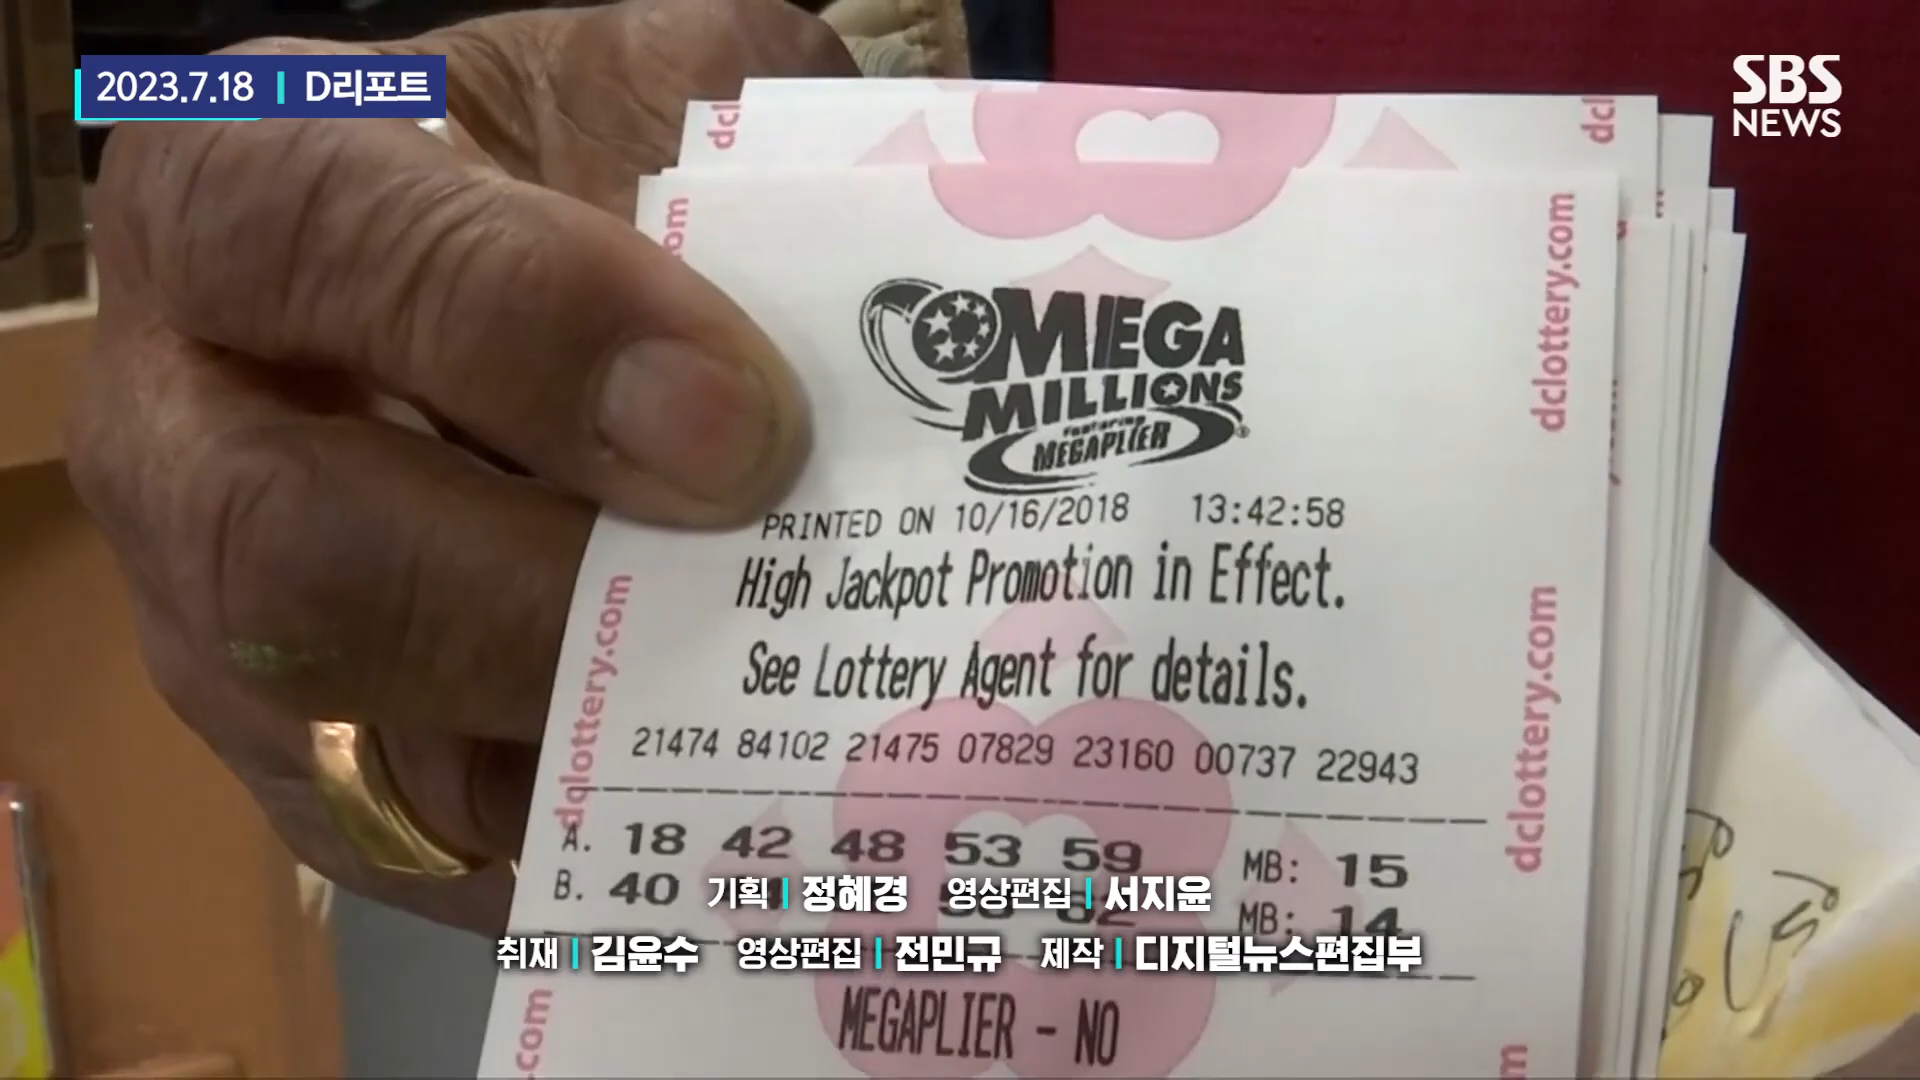 2023.7.18 | D리포트
SBS
NEWS
dcl
dcl
om
dclottery.com
MEGA
MILLIONS
featuring
MEGAPLIER®
PRINTED ON 10/16/2018 13:42:58
High Jackpot Promotion in Effect.
See Lottery Agent for details.
dclottery.com
dclottery.com
21474 84102 21475 07829 23160 00737 22943
A. 18 42 48 53 59 MB: 15
B. 40 MB: 14
기획 | 정혜경 영상편집 | 서지윤
취재 | 김윤수 영상편집 | 전민규 제작 | 디지털뉴스편집부
MEGAPLIER - NO
.com
m